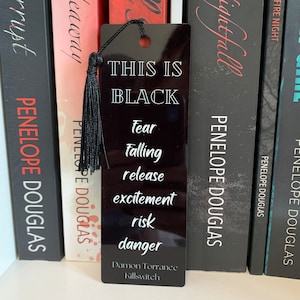 THIS IS
BLACK
Fear
Falling
release
excitement
risk
danger
Damon Torrance
Killswitch
PENELOPE DOUGLAS
PENELOPE DOUGLAS
Nightfall
PENELOPE DOUGLAS
FIRE NIGHT
PENELOPE DOUGLAS